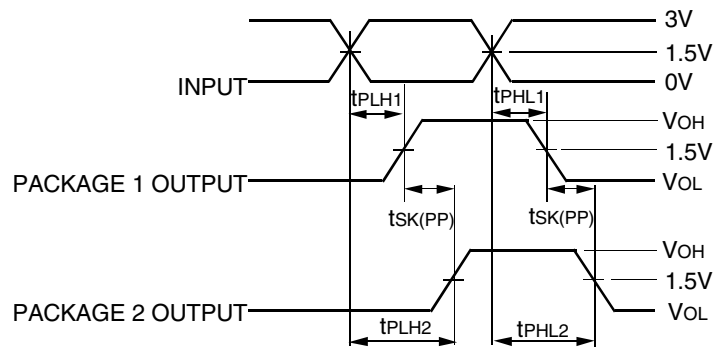 3V
1.5V
INPUT
0V
tPLH1
tPHL1
VOH
1.5V
PACKAGE 1 OUTPUT
VOL
tSK(PP)
tSK(PP)
VOH
1.5V
PACKAGE 2 OUTPUT
VOL
tPLH2
tPHL2